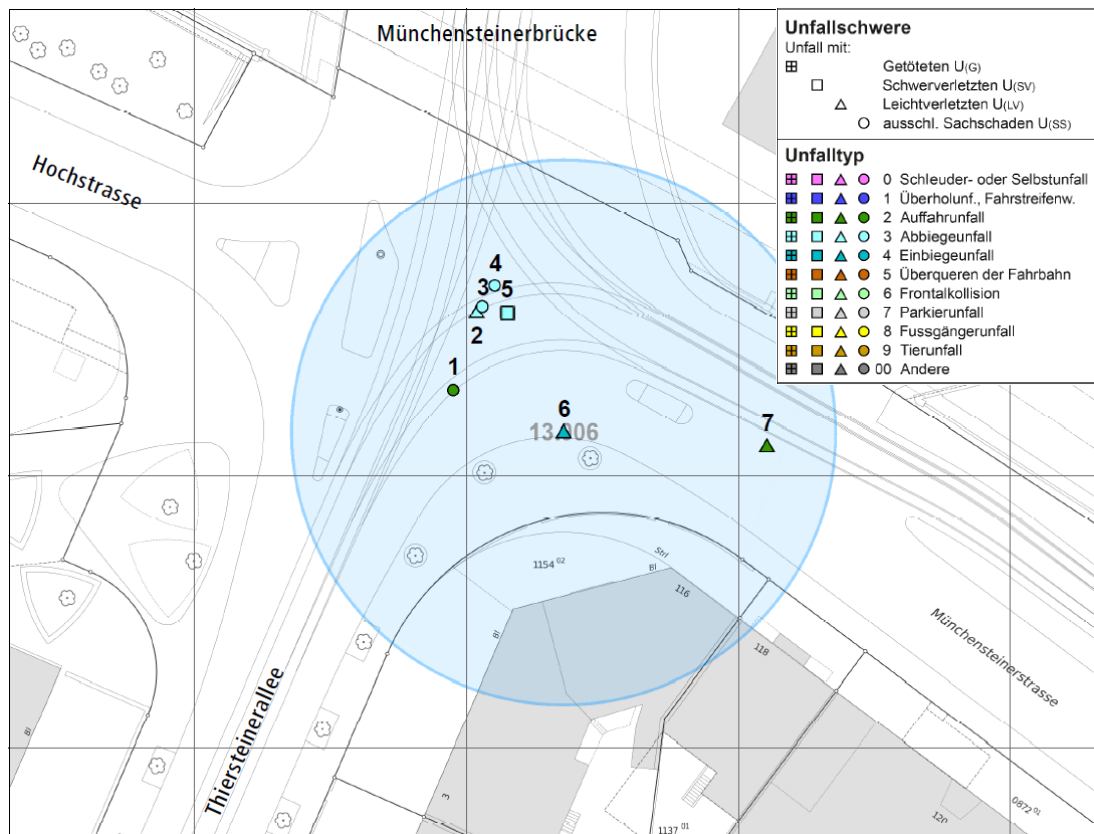 Münchensteinerbrücke
Hochstrasse
4
3
5
2
1
6
13.006
7
Strl
Bl
1154 02
116
Bl
118
Münchensteinerstrasse
Thiersteinerallee
Bl
3
1137 01
120
0872 01
Unfallschwere
Unfall mit:
Getöteten U(G)
Schwerverletzten U(SV)
Leichtverletzten U(LV)
ausschl. Sachschaden U(SS)
Unfalltyp
0 Schleuder- oder Selbstunfall
1 Überholunf., Fahrstreifenw.
2 Auffahrunfall
3 Abbiegeunfall
4 Einbiegeunfall
5 Überqueren der Fahrbahn
6 Frontalkollision
7 Parkierunfall
8 Fussgängerunfall
9 Tierunfall
00 Andere